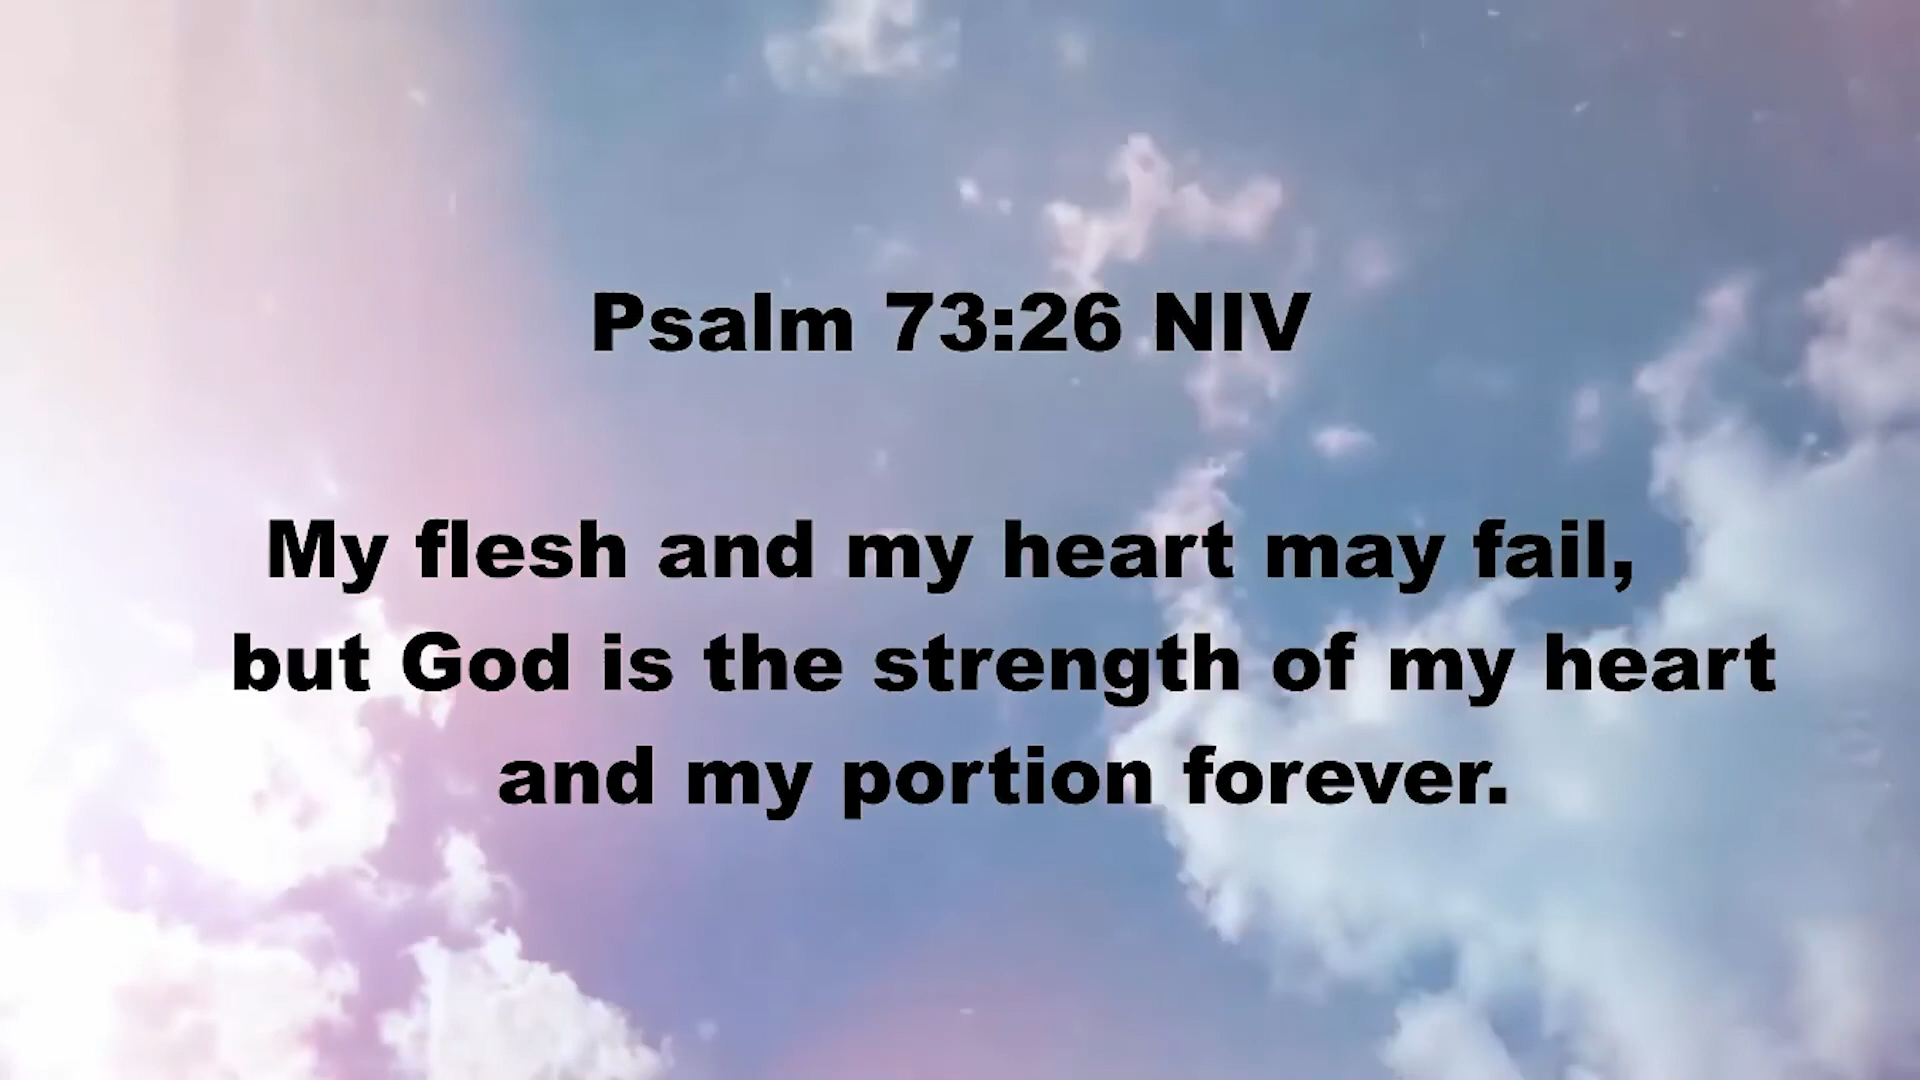 Psalm 73:26 NIV
My flesh and my heart may fail,
but God is the strength of my heart
and my portion forever.